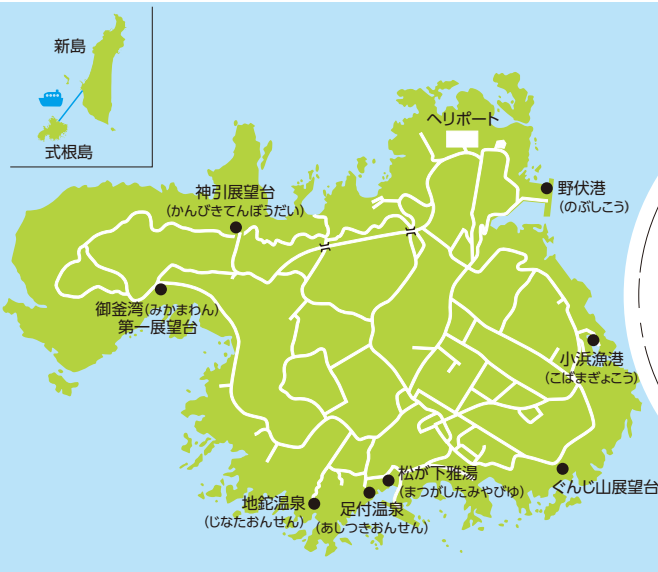 新島
式根島
ヘリポート
野伏港
(のぶしこう)
神引展望台
(かんびきてんぼうだい)
御釜湾(みかまわん)
第一展望台
小浜漁港
(こばまぎょこう)
ぐんじ山展望台
松が下雅湯
(まつがしたみやびゆ)
地鉈温泉
(じなたおんせん)
足付温泉
(あしつきおんせん)